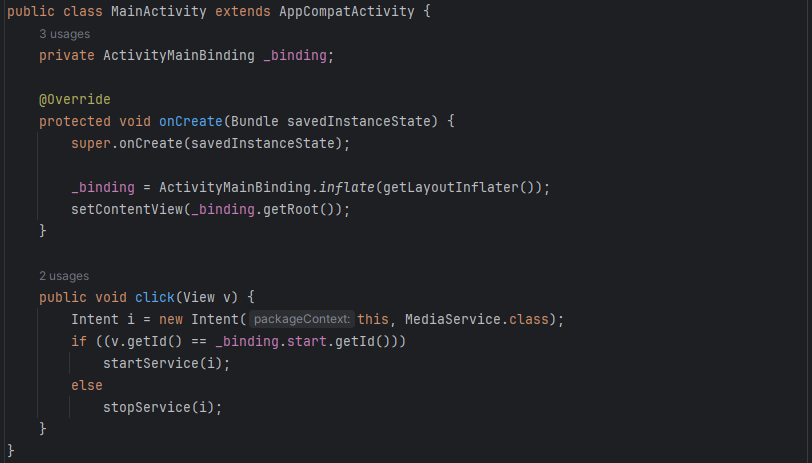 public class MainActivity extends AppCompatActivity {
3 usages
private ActivityMainBinding _binding;
@Override
protected void onCreate(Bundle savedInstanceState) {
super.onCreate(savedInstanceState);
_binding = ActivityMainBinding.inflate(getLayoutInflater());
setContentView(_binding.getRoot());
}
2 usages
public void click(View v) {
Intent i = new Intent( packageContext: this, MediaService.class);
if ((v.getId() == _binding.start.getId()))
startService(i);
else
stopService(i);
}
}